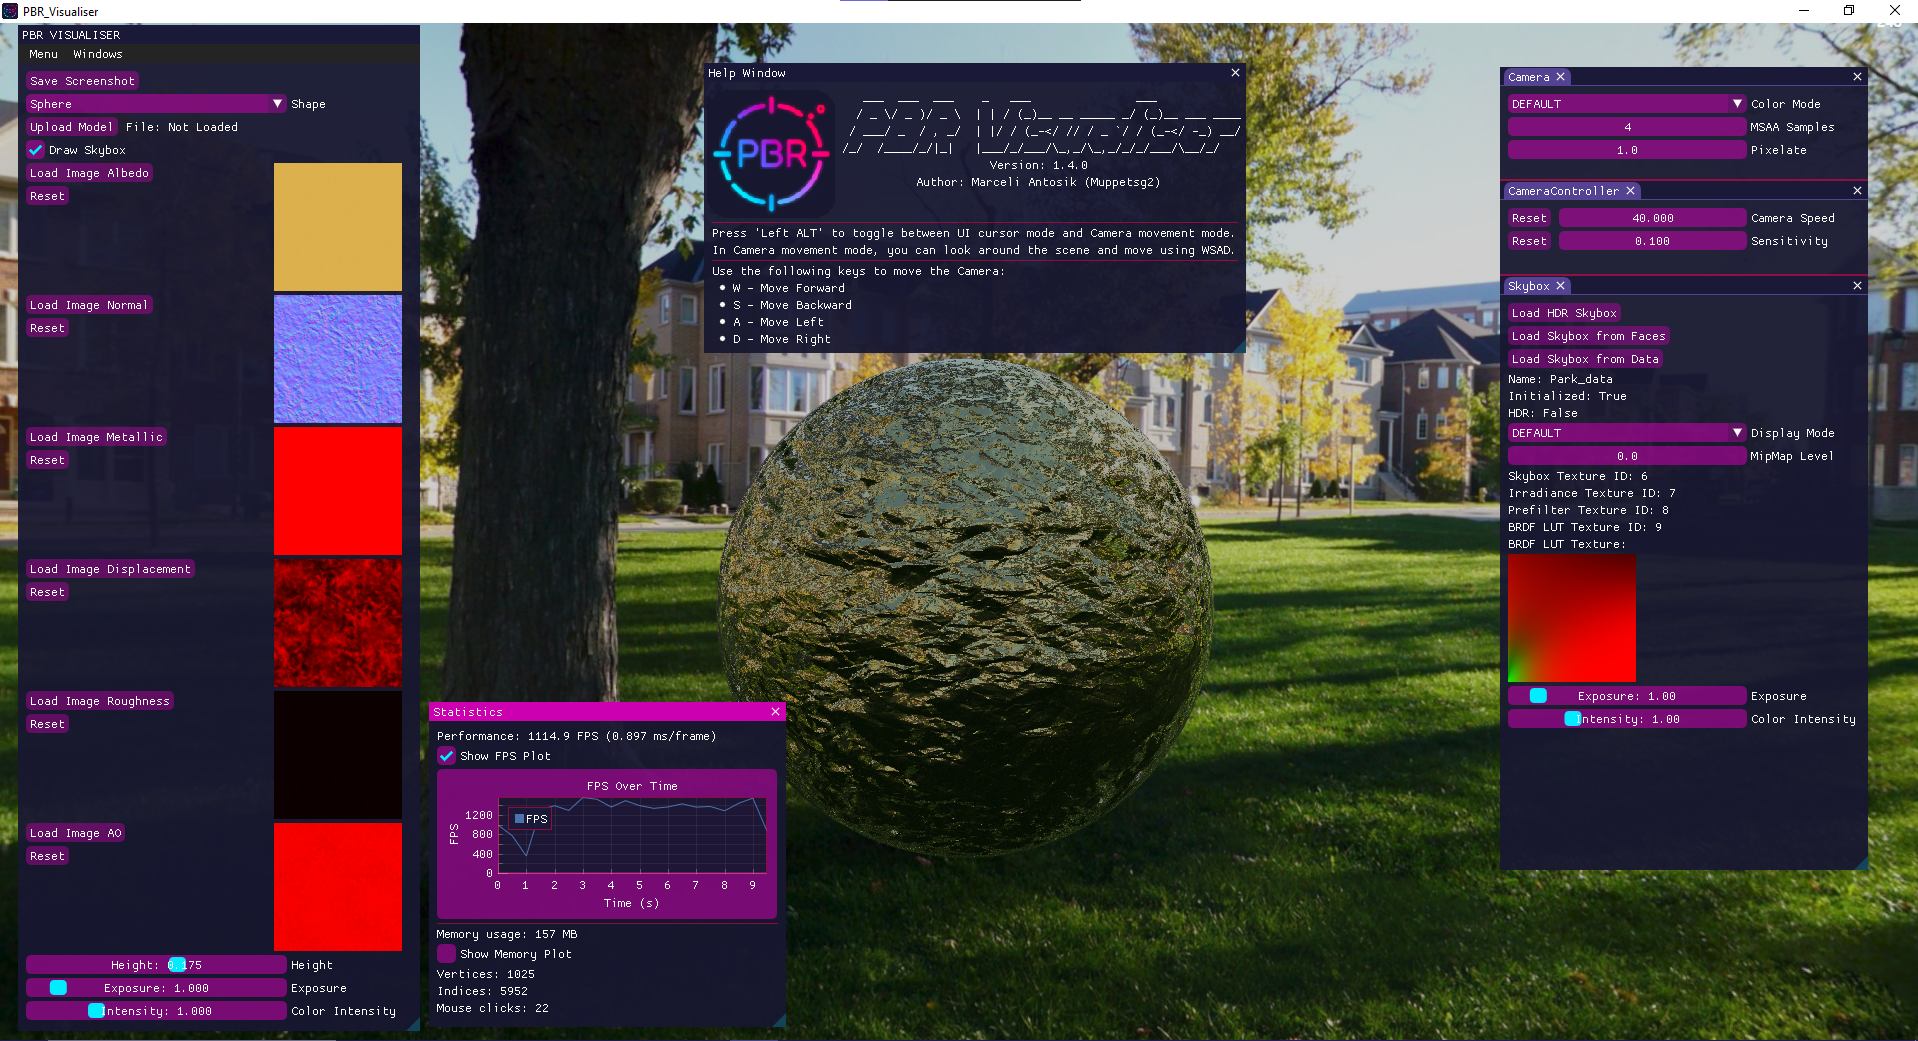 PBR_Visualiser
PBR VISUALISER
Menu Windows
Save Screenshot
Sphere Shape
Upload Model File: Not Loaded
Draw Skybox
Load Image Albedo
Reset
Load Image Normal
Reset
Load Image Metallic
Reset
Load Image Displacement
Reset
Load Image Roughness
Reset
Load Image AO
Reset
Height: 0.175 Height
Exposure: 1.000 Exposure
Intensity: 1.000 Color Intensity
Help Window
PBR
Version: 1.4.0
Author: Marceli Antosik (Muppetsg2)
Press 'Left ALT' to toggle between UI cursor mode and Camera movement mode.
In Camera movement mode, you can look around the scene and move using WSAD.
Use the following keys to move the Camera:
W - Move Forward
S - Move Backward
A - Move Left
D - Move Right
Statistics
Performance: 1114.9 FPS (0.897 ms/frame)
Show FPS Plot
FPS Over Time
FPS
1200
800
400
0
FPS
0 1 2 3 4 5 6 7 8 9
Time (s)
Memory usage: 157 MB
Show Memory Plot
Vertices: 1025
Indices: 5952
Mouse clicks: 22
Camera
DEFAULT Color Mode
4 MSAA Samples
1.0 Pixelate
CameraController
Reset 40.000 Camera Speed
Reset 0.100 Sensitivity
Skybox
Load HDR Skybox
Load Skybox from Faces
Load Skybox from Data
Name: Park_data
Initialized: True
HDR: False
DEFAULT Display Mode
0.0 MipMap Level
Skybox Texture ID: 6
Irradiance Texture ID: 7
Prefilter Texture ID: 8
BRDF LUT Texture ID: 9
BRDF LUT Texture:
Exposure: 1.00 Exposure
Intensity: 1.00 Color Intensity